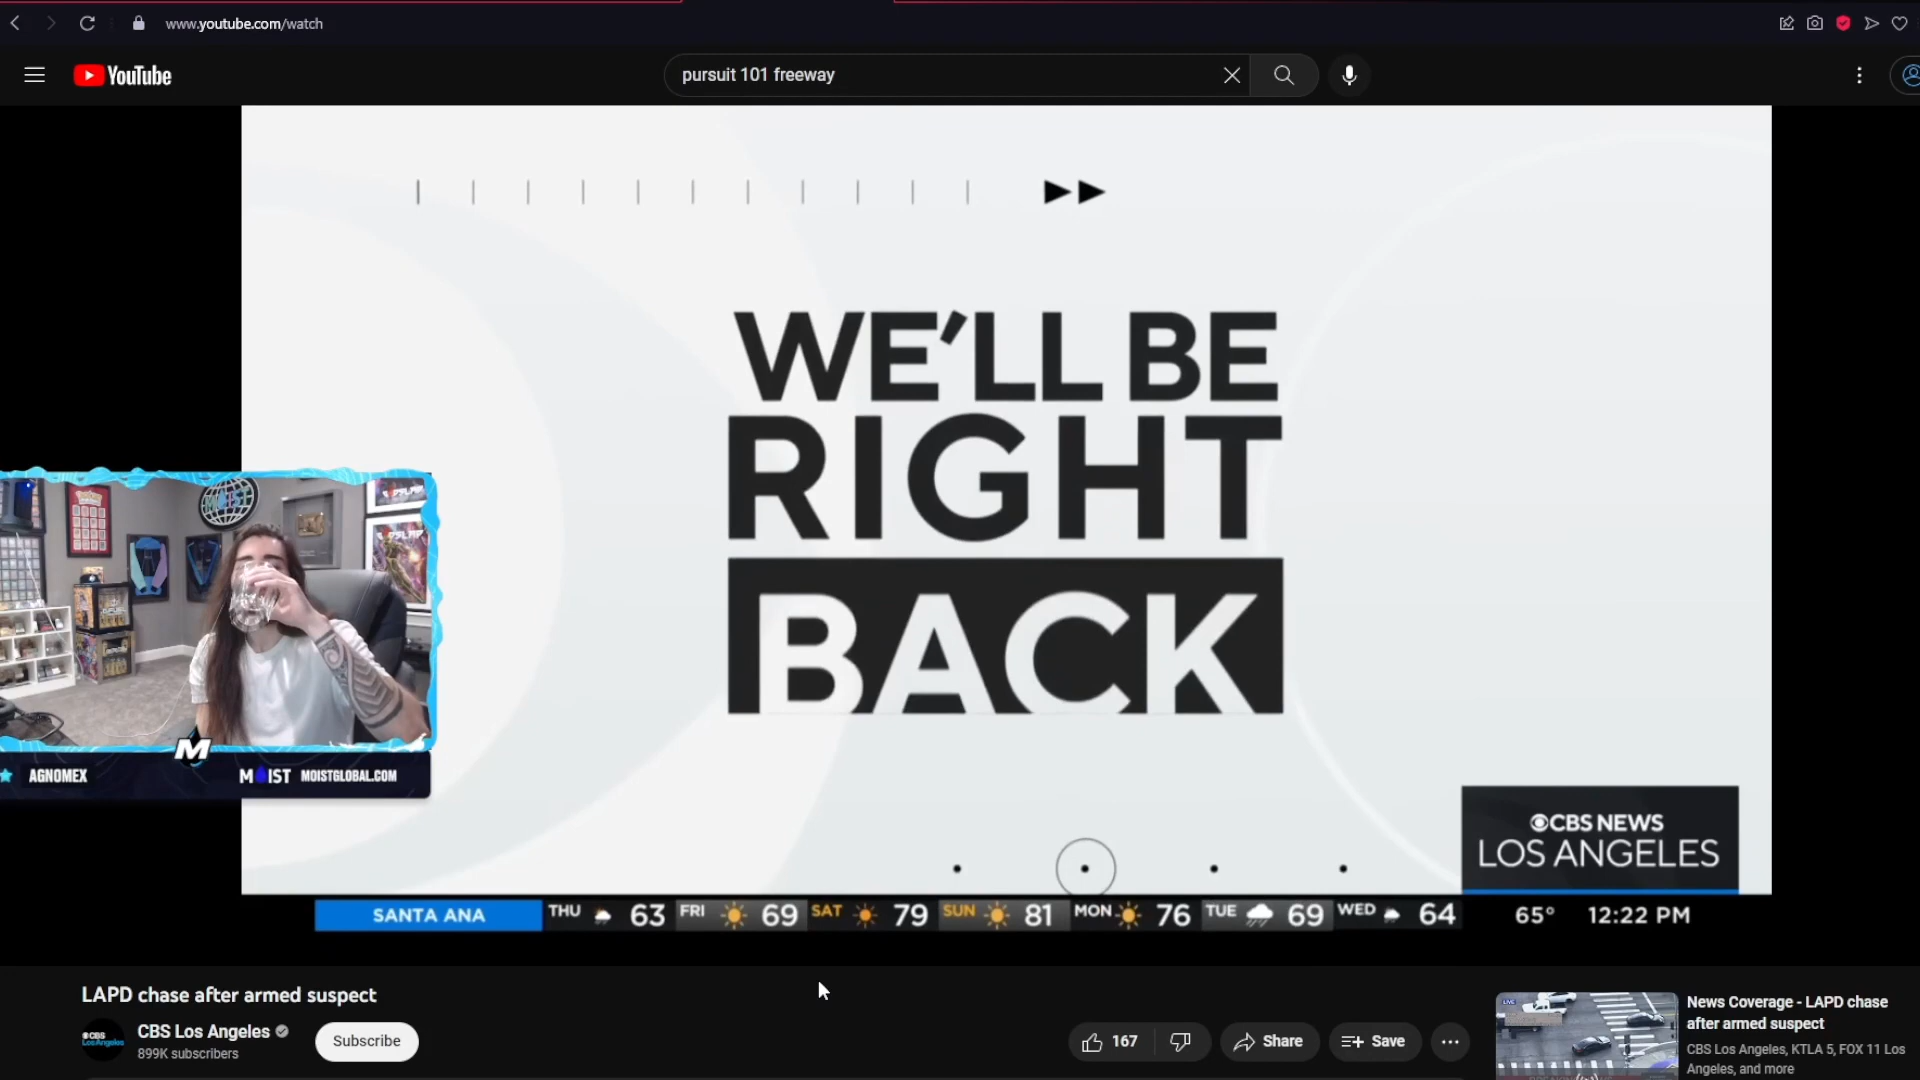 www.youtube.com/watch
YouTube
pursuit 101 freeway
WE'LL BE
RIGHT
BACK
MOIST
AGNOMEX
M
MOIST MOISTGLOBAL.COM
CBS NEWS
LOS ANGELES
SANTA ANA THU 63 FRI 69 SAT 79 SUN 81 MON 76 TUE 69 WED 64 65° 12:22 PM
LAPD chase after armed suspect
CBS Los Angeles
899K subscribers
Subscribe
167
Share
Save
LIVE
News Coverage - LAPD chase
after armed suspect
CBS Los Angeles, KTLA 5, FOX 11 Los
Angeles, and more